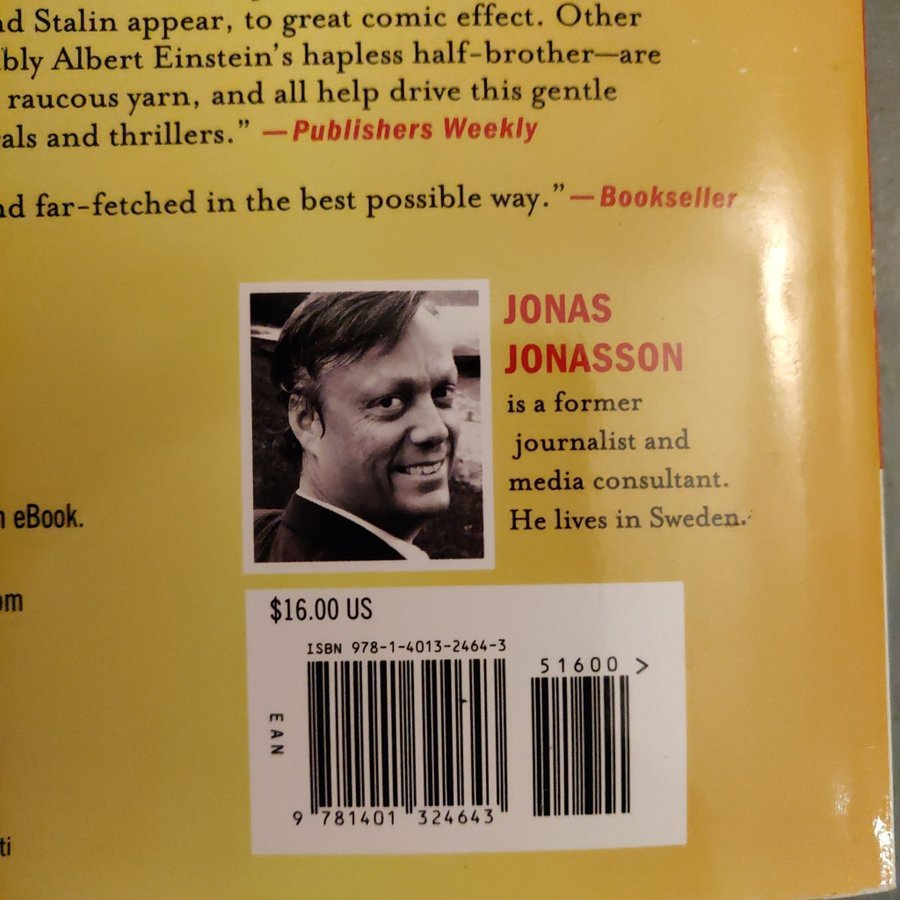 nd Stalin appear, to great comic effect. Other
bly Albert Einstein's hapless half-brother—are
raucous yarn, and all help drive this gentle
als and thrillers." —Publishers Weekly
nd far-fetched in the best possible way."—Bookseller
JONAS
JONASSON
is a former
journalist and
media consultant.
He lives in Sweden.
n eBook.
om
$16.00 US
ISBN 978-1-4013-2464-3
51600 >
EAN
9 781401 324643
ti